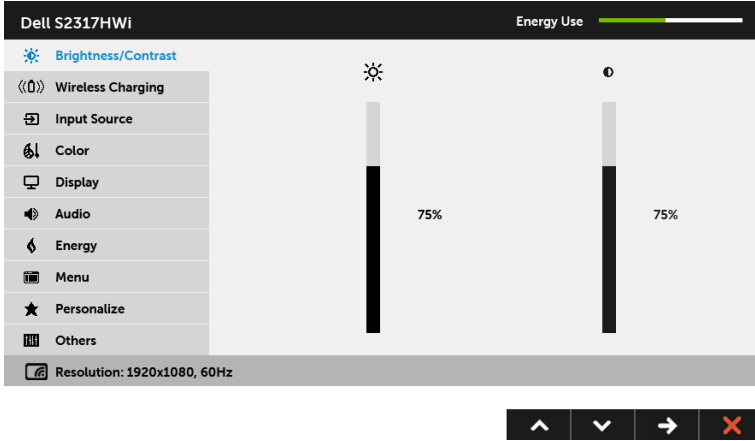 Dell S2317HWi
Energy Use
Brightness/Contrast
Wireless Charging
Input Source
Color
Display
Audio
Energy
Menu
Personalize
Others
75%
75%
Resolution: 1920x1080, 60Hz